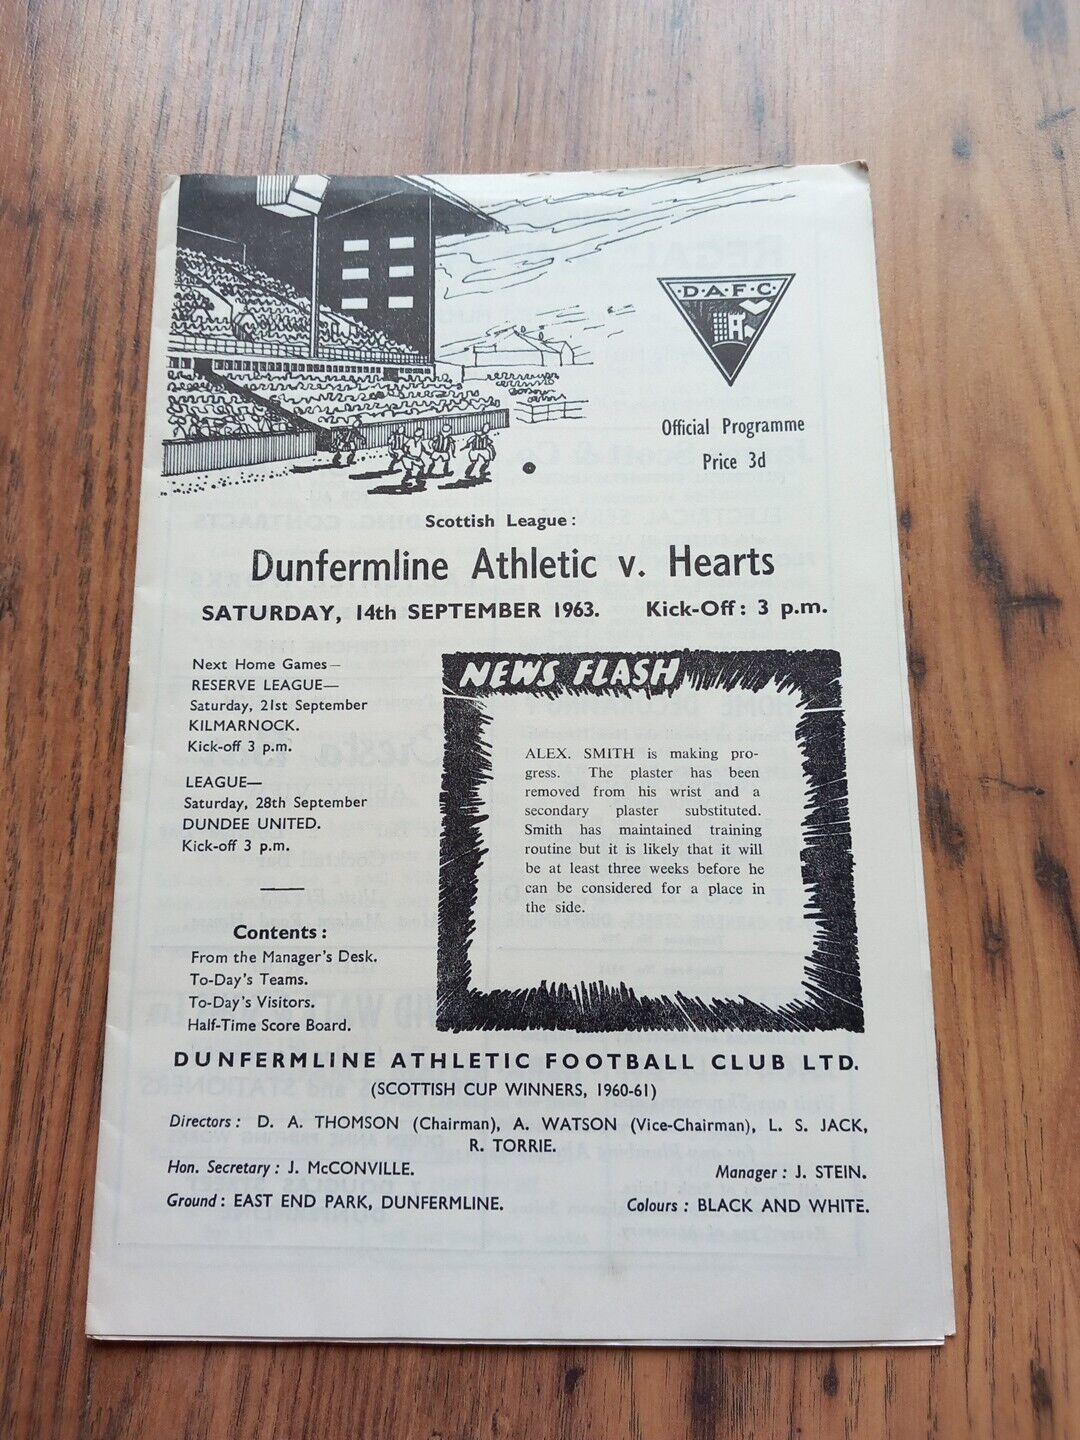 D.A.F.C
Official Programme
Price 3d
Scottish League:
Dunfermline Athletic v. Hearts
SATURDAY, 14th SEPTEMBER 1963. Kick-Off: 3 p.m.
Next Home Games—
RESERVE LEAGUE—
Saturday, 21st September
KILMARNOCK.
Kick-off 3 p.m.
LEAGUE—
Saturday, 28th September
DUNDEE UNITED.
Kick-off 3 p.m.
Contents:
From the Manager's Desk.
To-Day's Teams.
To-Day's Visitors.
Half-Time Score Board.
NEWS FLASH
ALEX. SMITH is making pro-
gress. The plaster has been
removed from his wrist and a
secondary plaster substituted.
Smith has maintained training
routine but it is likely that it will
be at least three weeks before he
can be considered for a place in
the side.
DUNFERMLINE ATHLETIC FOOTBALL CLUB LTD.
(SCOTTISH CUP WINNERS, 1960-61)
Directors: D. A. THOMSON (Chairman), A. WATSON (Vice-Chairman), L. S. JACK,
R. TORRIE.
Hon. Secretary: J. McCONVILLE. Manager: J. STEIN.
Ground: EAST END PARK, DUNFERMLINE. Colours: BLACK AND WHITE.